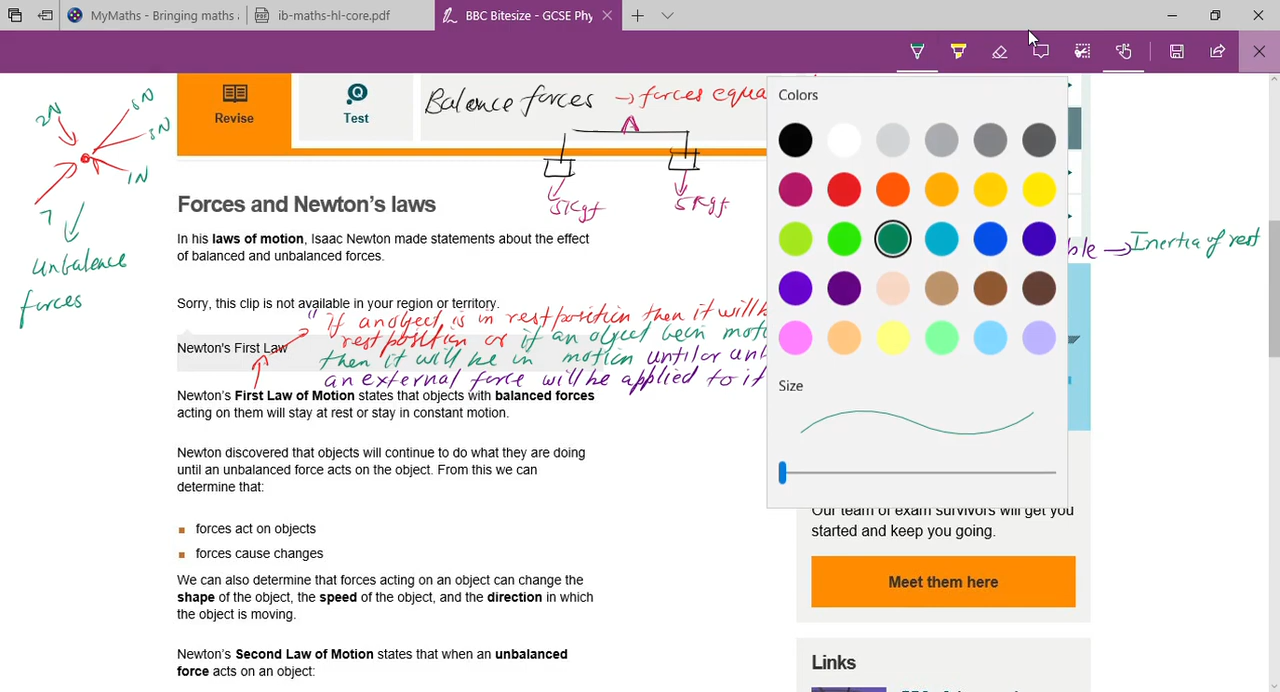 MyMaths - Bringing maths
ib-maths-hl-core.pdf
BBC Bitesize - GCSE Phy
Revise
Test
Balance forces → forces equa
A
5kgf
5kgf
2N
6N
3N
1N
7
Unbalence
forces
Forces and Newton's laws
In his laws of motion, Isaac Newton made statements about the effect
of balanced and unbalanced forces.
Sorry, this clip is not available in your region or territory.
" if an object is in rest position then it will b
rest position or if an object been moti
then it will be in motion until or unl
an external force will be applied to it
ble → Inertia of rest
Newton's First Law
Newton's First Law of Motion states that objects with balanced forces
acting on them will stay at rest or stay in constant motion.
Newton discovered that objects will continue to do what they are doing
until an unbalanced force acts on the object. From this we can
determine that:
forces act on objects
forces cause changes
We can also determine that forces acting on an object can change the
shape of the object, the speed of the object, and the direction in which
the object is moving.
Newton's Second Law of Motion states that when an unbalanced
force acts on an object:
Colors
Size
Our team of exam survivors will get you
started and keep you going.
Meet them here
Links